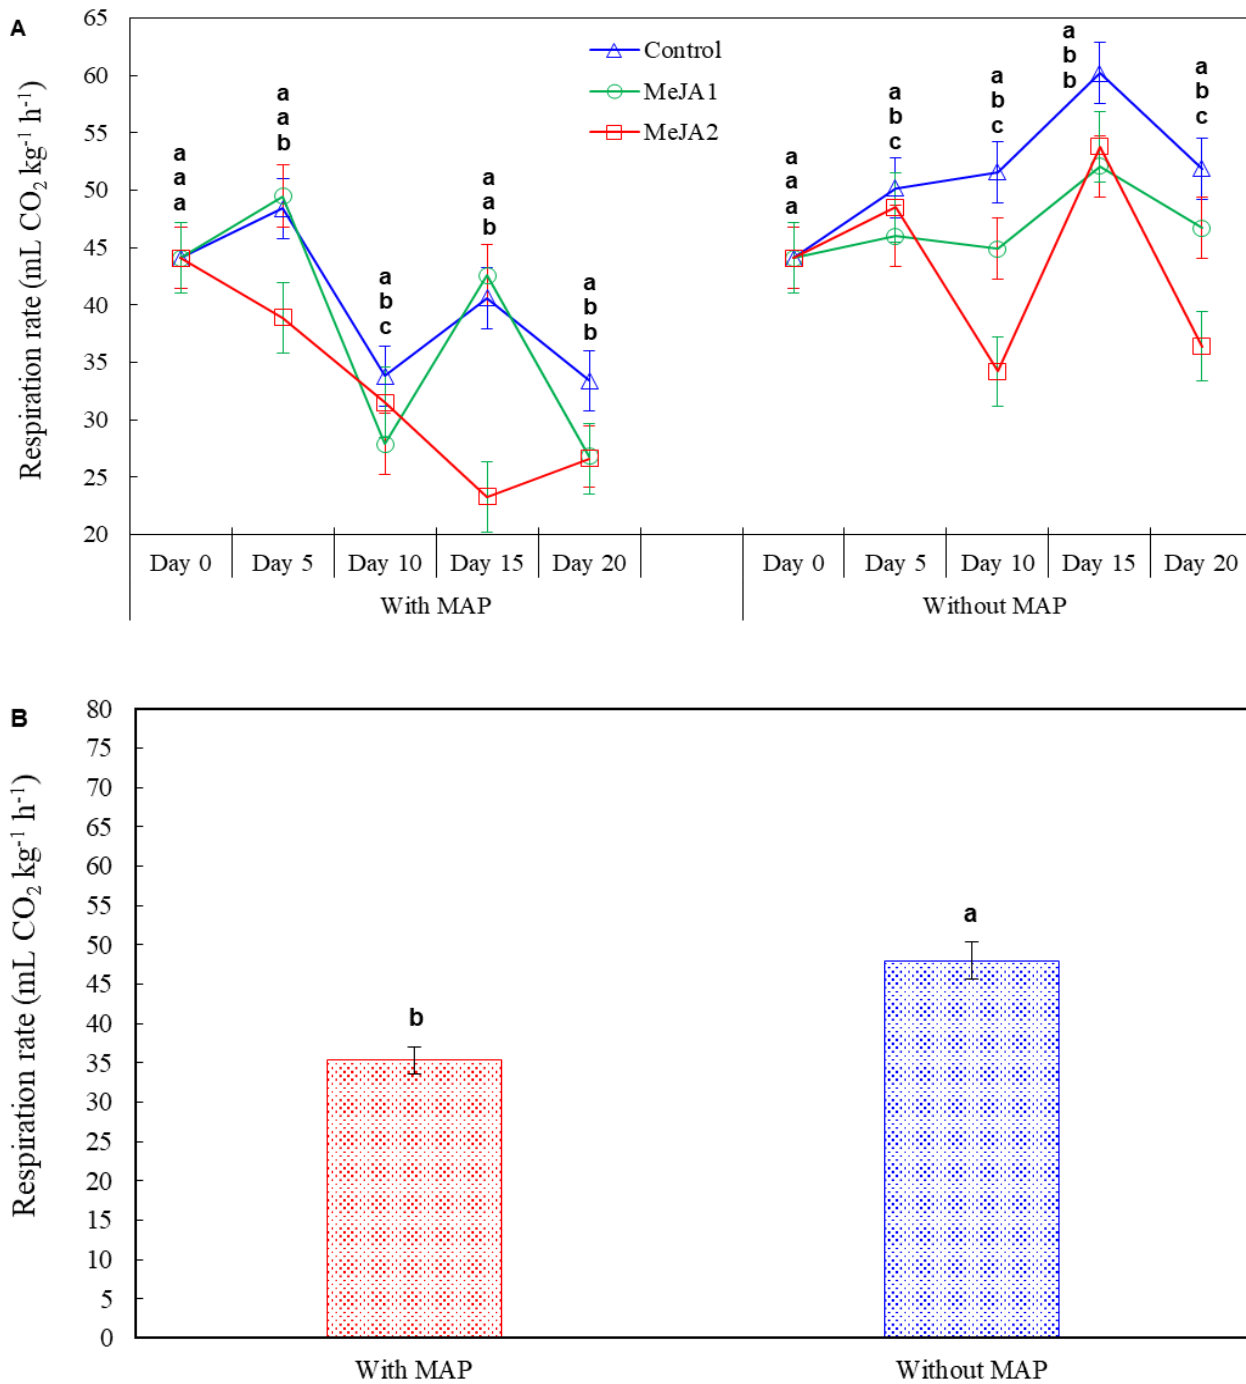 A
Respiration rate (mL CO₂ kg⁻¹ h⁻¹)
65
60
55
50
45
40
35
30
25
20
Control
MeJA1
MeJA2
a
a
a
a
a
b
a
b
c
a
a
b
a
b
b
a
a
a
a
b
c
a
b
c
a
b
b
a
b
c
Day 0 Day 5 Day 10 Day 15 Day 20 Day 0 Day 5 Day 10 Day 15 Day 20
With MAP Without MAP
B
Respiration rate (mL CO₂ kg⁻¹ h⁻¹)
80
75
70
65
60
55
50
45
40
35
30
25
20
15
10
5
0
b
a
With MAP Without MAP